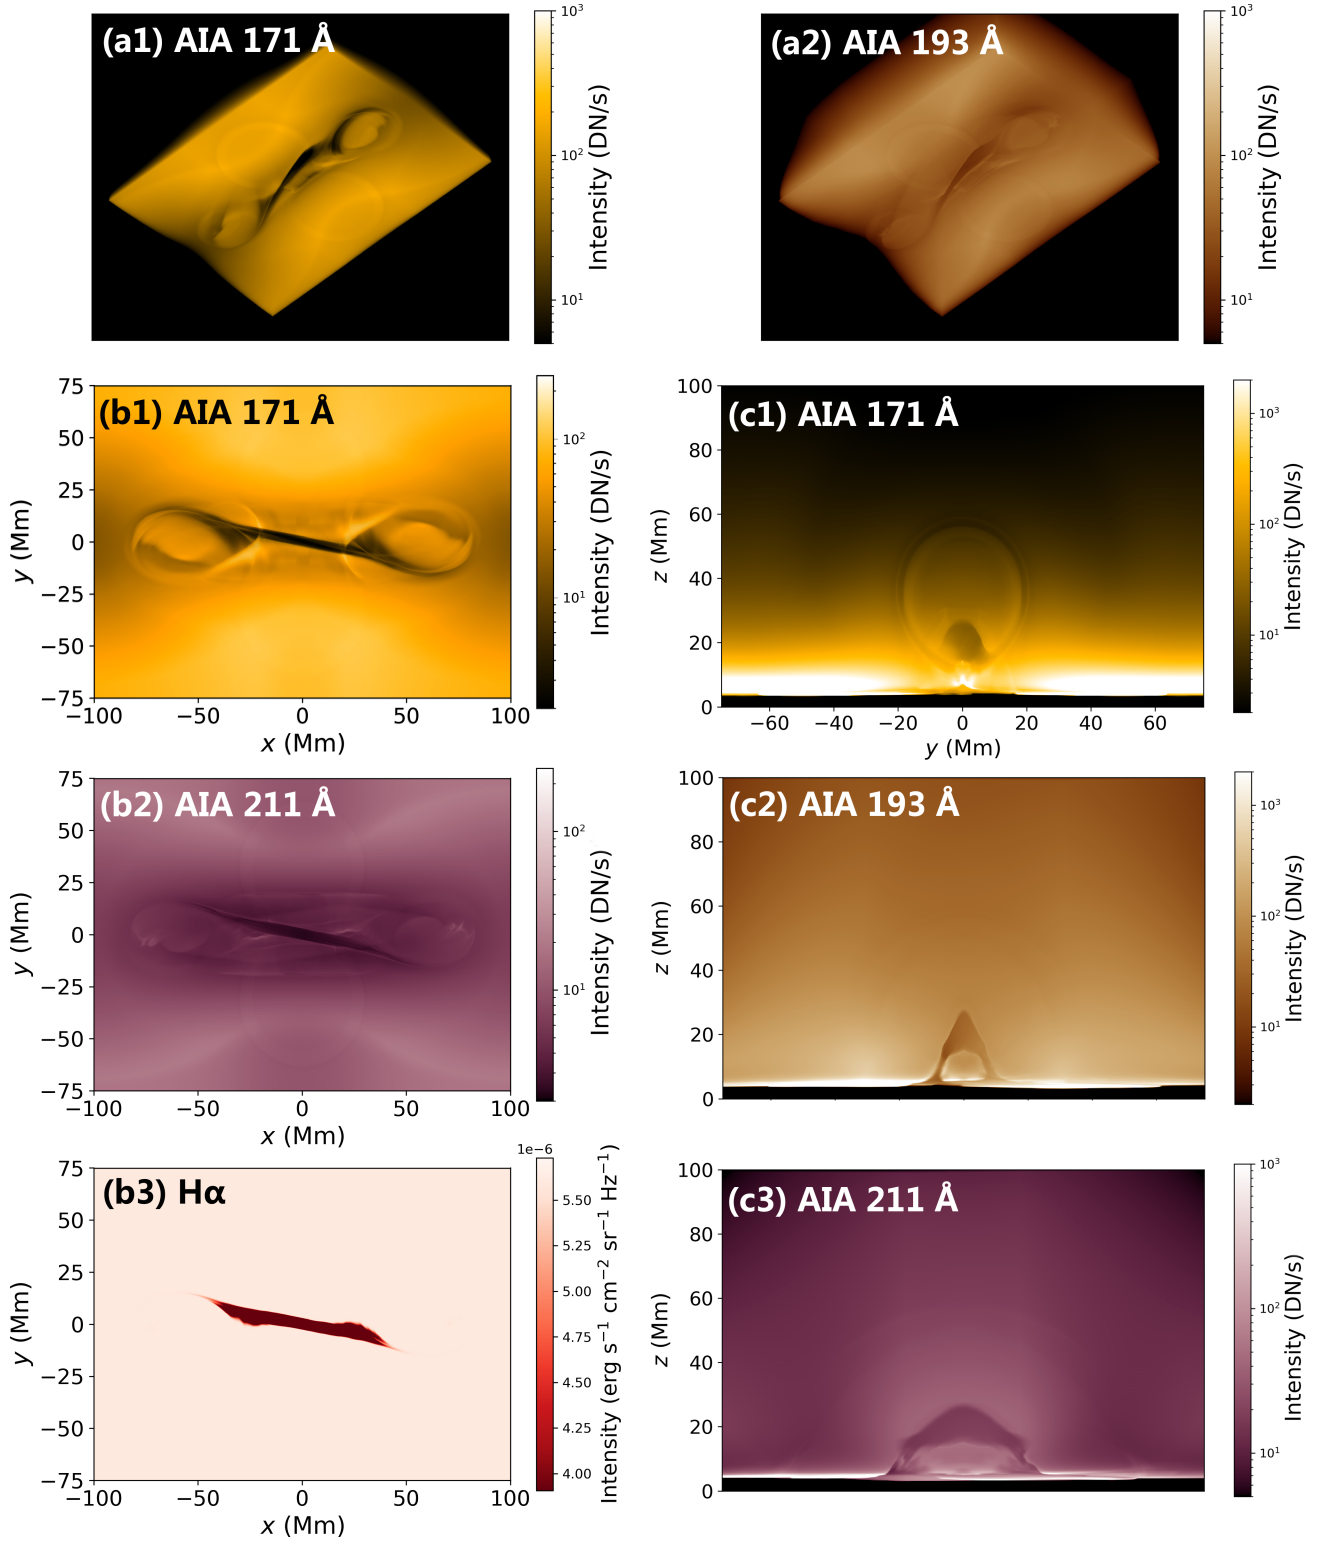 (a1) AIA 171 Å
10³
10²
10¹
Intensity (DN/s)
(a2) AIA 193 Å
10³
10²
10¹
Intensity (DN/s)
(b1) AIA 171 Å
75
50
25
0
−25
−50
−75
y (Mm)
−100 −50 0 50 100
x (Mm)
10²
10¹
Intensity (DN/s)
(c1) AIA 171 Å
100
80
60
40
20
0
z (Mm)
−60 −40 −20 0 20 40 60
y (Mm)
10³
10²
10¹
Intensity (DN/s)
(b2) AIA 211 Å
75
50
25
0
−25
−50
−75
y (Mm)
−100 −50 0 50 100
x (Mm)
10²
10¹
Intensity (DN/s)
(c2) AIA 193 Å
100
80
60
40
20
0
z (Mm)
10³
10²
10¹
Intensity (DN/s)
(b3) Hα
75
50
25
0
−25
−50
−75
y (Mm)
−100 −50 0 50 100
x (Mm)
1e−6
5.50
5.25
5.00
4.75
4.50
4.25
4.00
Intensity (erg s⁻¹ cm⁻² sr⁻¹ Hz⁻¹)
(c3) AIA 211 Å
100
80
60
40
20
0
z (Mm)
10³
10²
10¹
Intensity (DN/s)